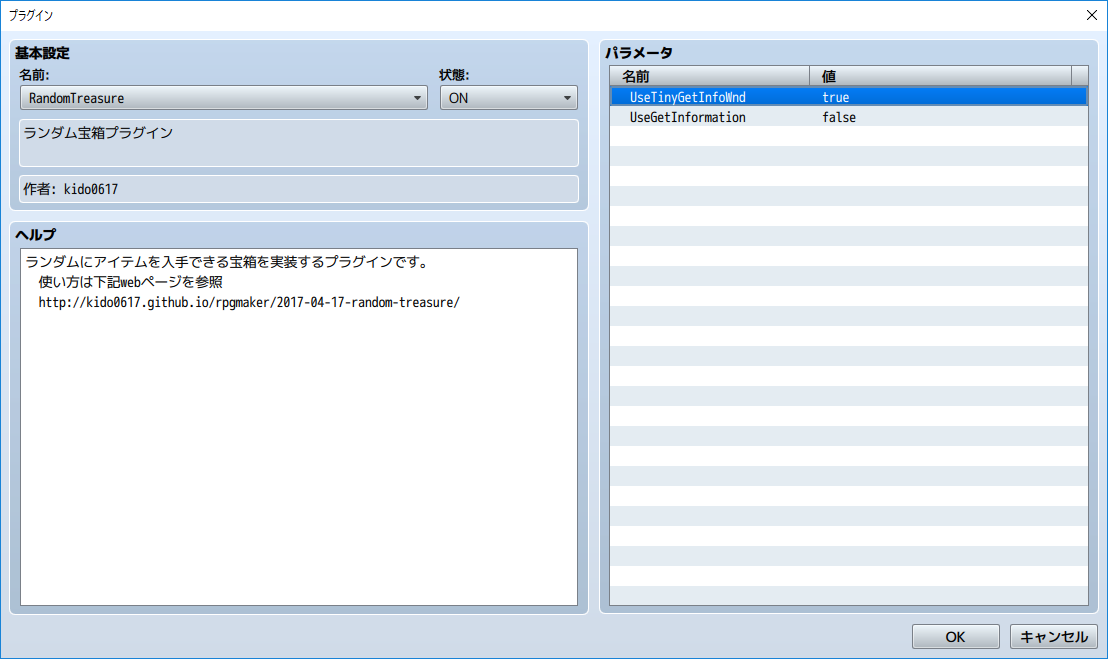 プラグイン
基本設定
名前:
状態:
RandomTreasure
ON
ランダム宝箱プラグイン
作者: kido0617
ヘルプ
ランダムにアイテムを入手できる宝箱を実装するプラグインです。
使い方は下記webページを参照
http://kido0617.github.io/rpgmaker/2017-04-17-random-treasure/
パラメータ
名前 値
UseTinyGetInfoWnd true
UseGetInformation false
OK
キャンセル